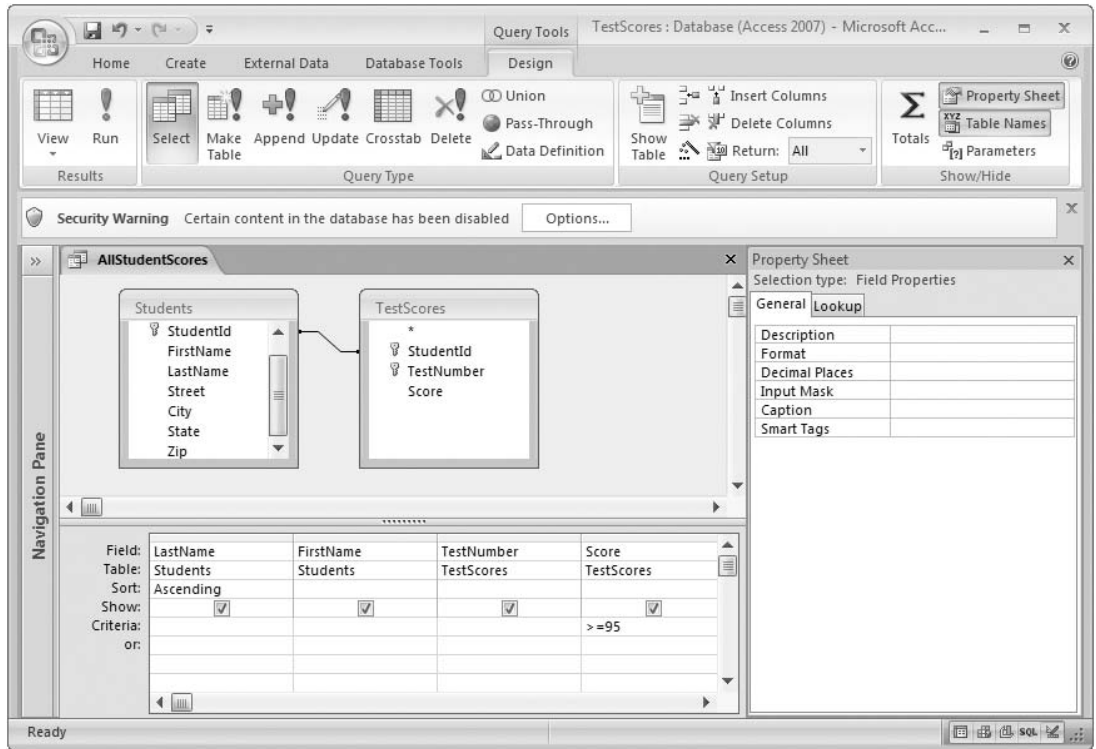 Query Tools TestScores : Database (Access 2007) - Microsoft Acc...
Home Create External Data Database Tools Design
View Run Select Make Table Append Update Crosstab Delete
Union
Pass-Through
Data Definition
Show Table
Insert Columns
Delete Columns
Return: All
Totals
Property Sheet
Table Names
Parameters
Results Query Type Query Setup Show/Hide
Security Warning Certain content in the database has been disabled Options...
Navigation Pane
AllStudentScores
Students
StudentId
FirstName
LastName
Street
City
State
Zip
TestScores
*
StudentId
TestNumber
Score
Field: LastName FirstName TestNumber Score
Table: Students Students TestScores TestScores
Sort: Ascending
Show:
Criteria: >=95
or:
Property Sheet
Selection type: Field Properties
General Lookup
Description
Format
Decimal Places
Input Mask
Caption
Smart Tags
Ready SQL